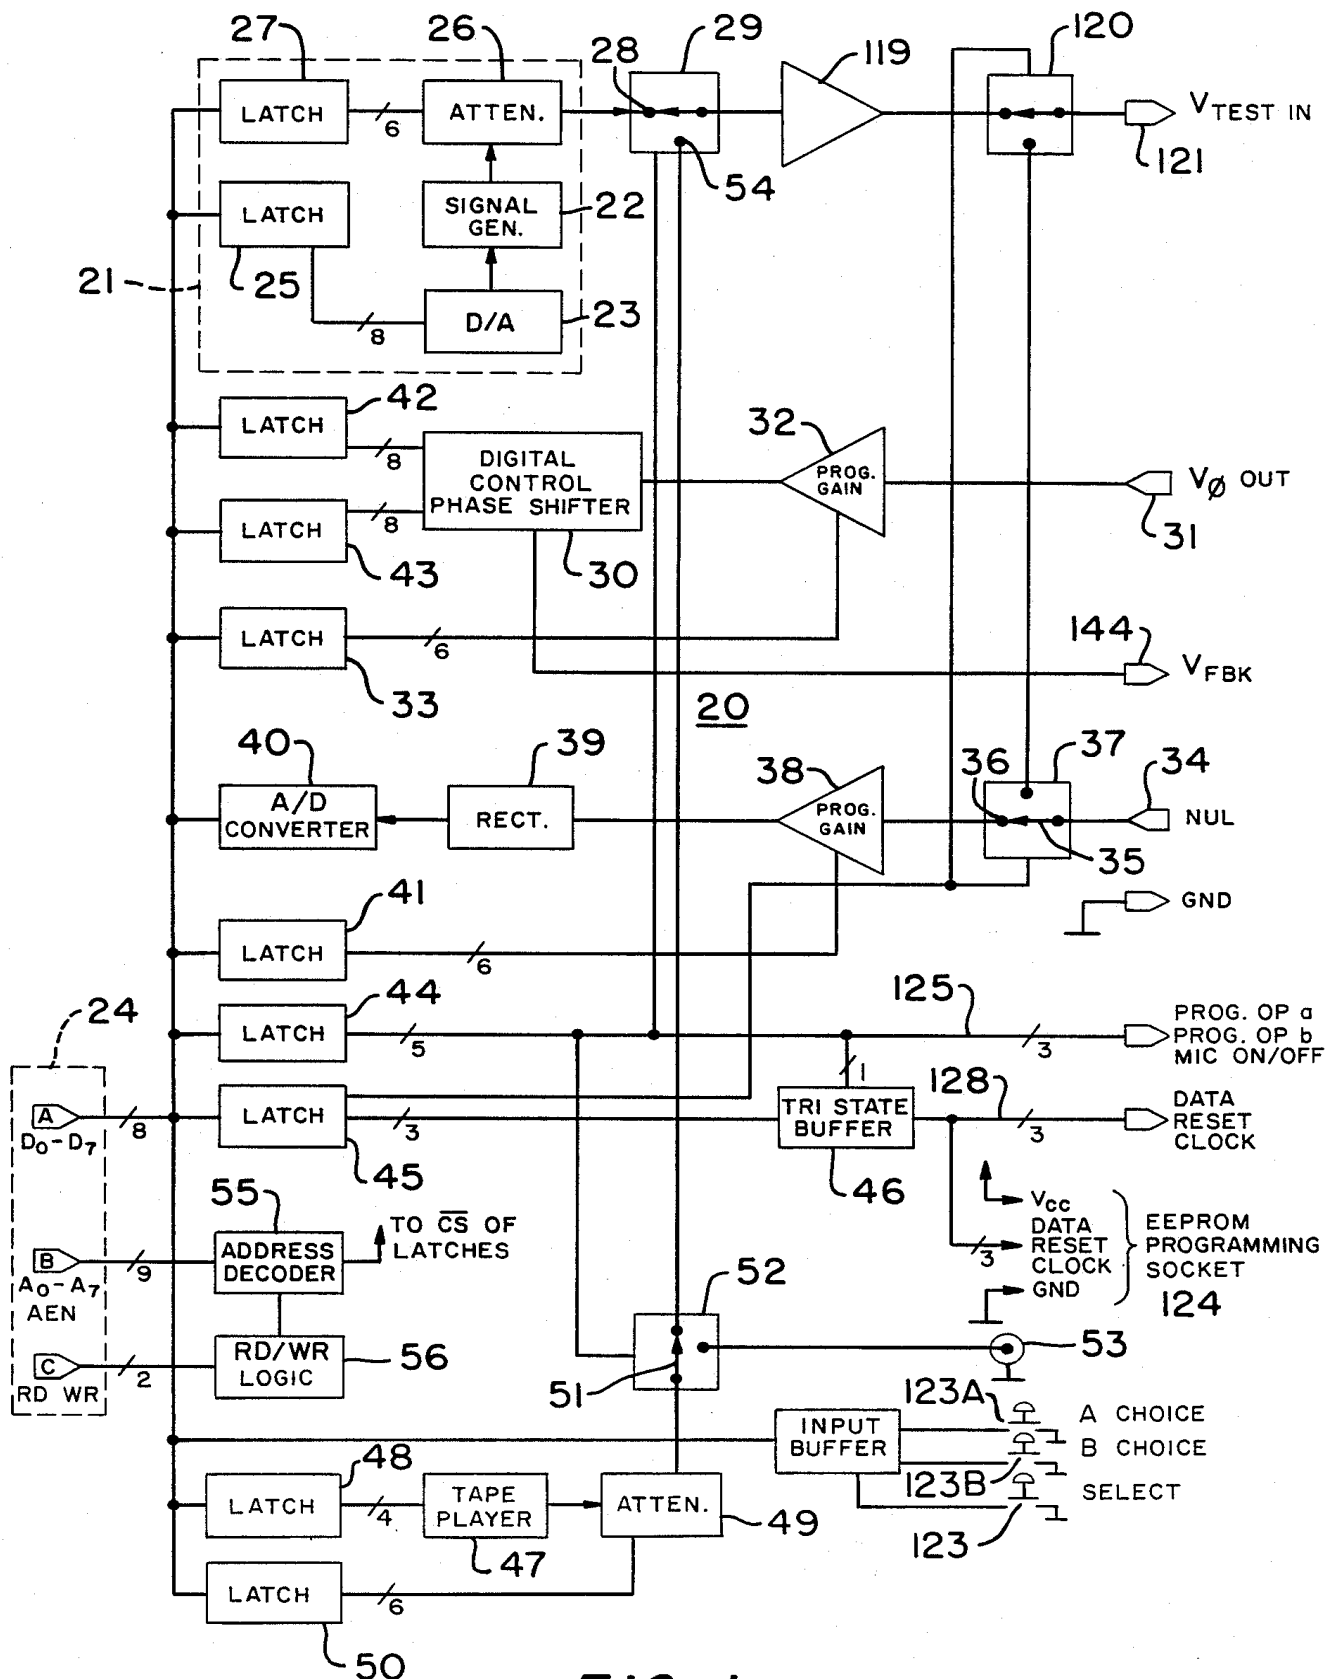 27
26
29
120
28
119
LATCH
6
ATTEN.
VTEST IN
121
54
LATCH
SIGNAL
GEN.
22
21
25
8
D/A
23
42
LATCH
8
32
DIGITAL
CONTROL
PHASE SHIFTER
PROG.
GAIN
VØ OUT
31
LATCH
8
43
30
LATCH
6
33
144
VFBK
20
40
39
38
36
37
34
A/D
CONVERTER
RECT.
PROG.
GAIN
NUL
35
41
GND
LATCH
6
44
125
24
LATCH
5
3
PROG. OP a
PROG. OP b
MIC ON/OFF
1
128
A
8
D0-D7
LATCH
3
TRI STATE
BUFFER
3
DATA
RESET
CLOCK
45
46
55
VCC
TO CS OF
LATCHES
B
9
A0-A7
AEN
ADDRESS
DECODER
3
DATA
RESET
CLOCK
GND
EEPROM
PROGRAMMING
SOCKET
124
52
C
2
RD WR
RD/WR
LOGIC
56
51
53
123A
A CHOICE
INPUT
BUFFER
B CHOICE
123B
48
SELECT
LATCH
4
TAPE
PLAYER
ATTEN.
49
47
123
LATCH
6
50